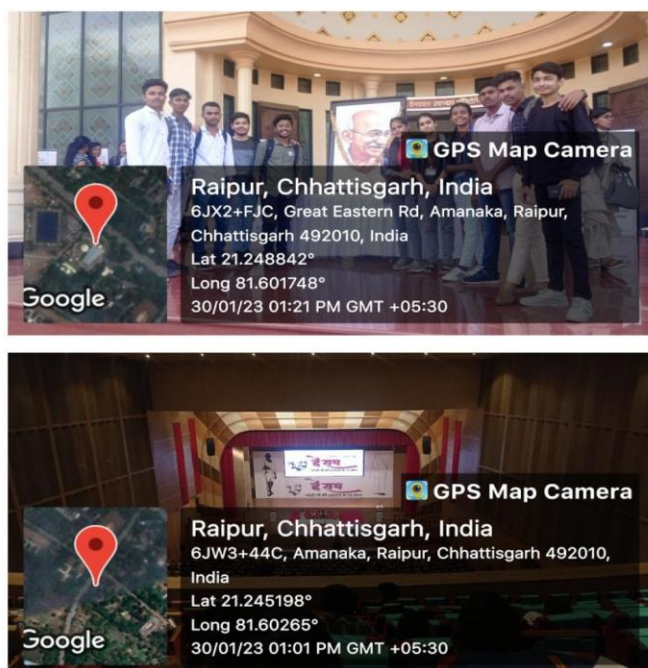 GPS Map Camera
Raipur, Chhattisgarh, India
6JX2+FJC, Great Eastern Rd, Amanaka, Raipur,
Chhattisgarh 492010, India
Lat 21.248842°
Long 81.601748°
30/01/23 01:21 PM GMT +05:30
Google
हे राम
GPS Map Camera
Raipur, Chhattisgarh, India
6JW3+44C, Amanaka, Raipur, Chhattisgarh 492010,
India
Lat 21.245198°
Long 81.60265°
30/01/23 01:01 PM GMT +05:30
Google